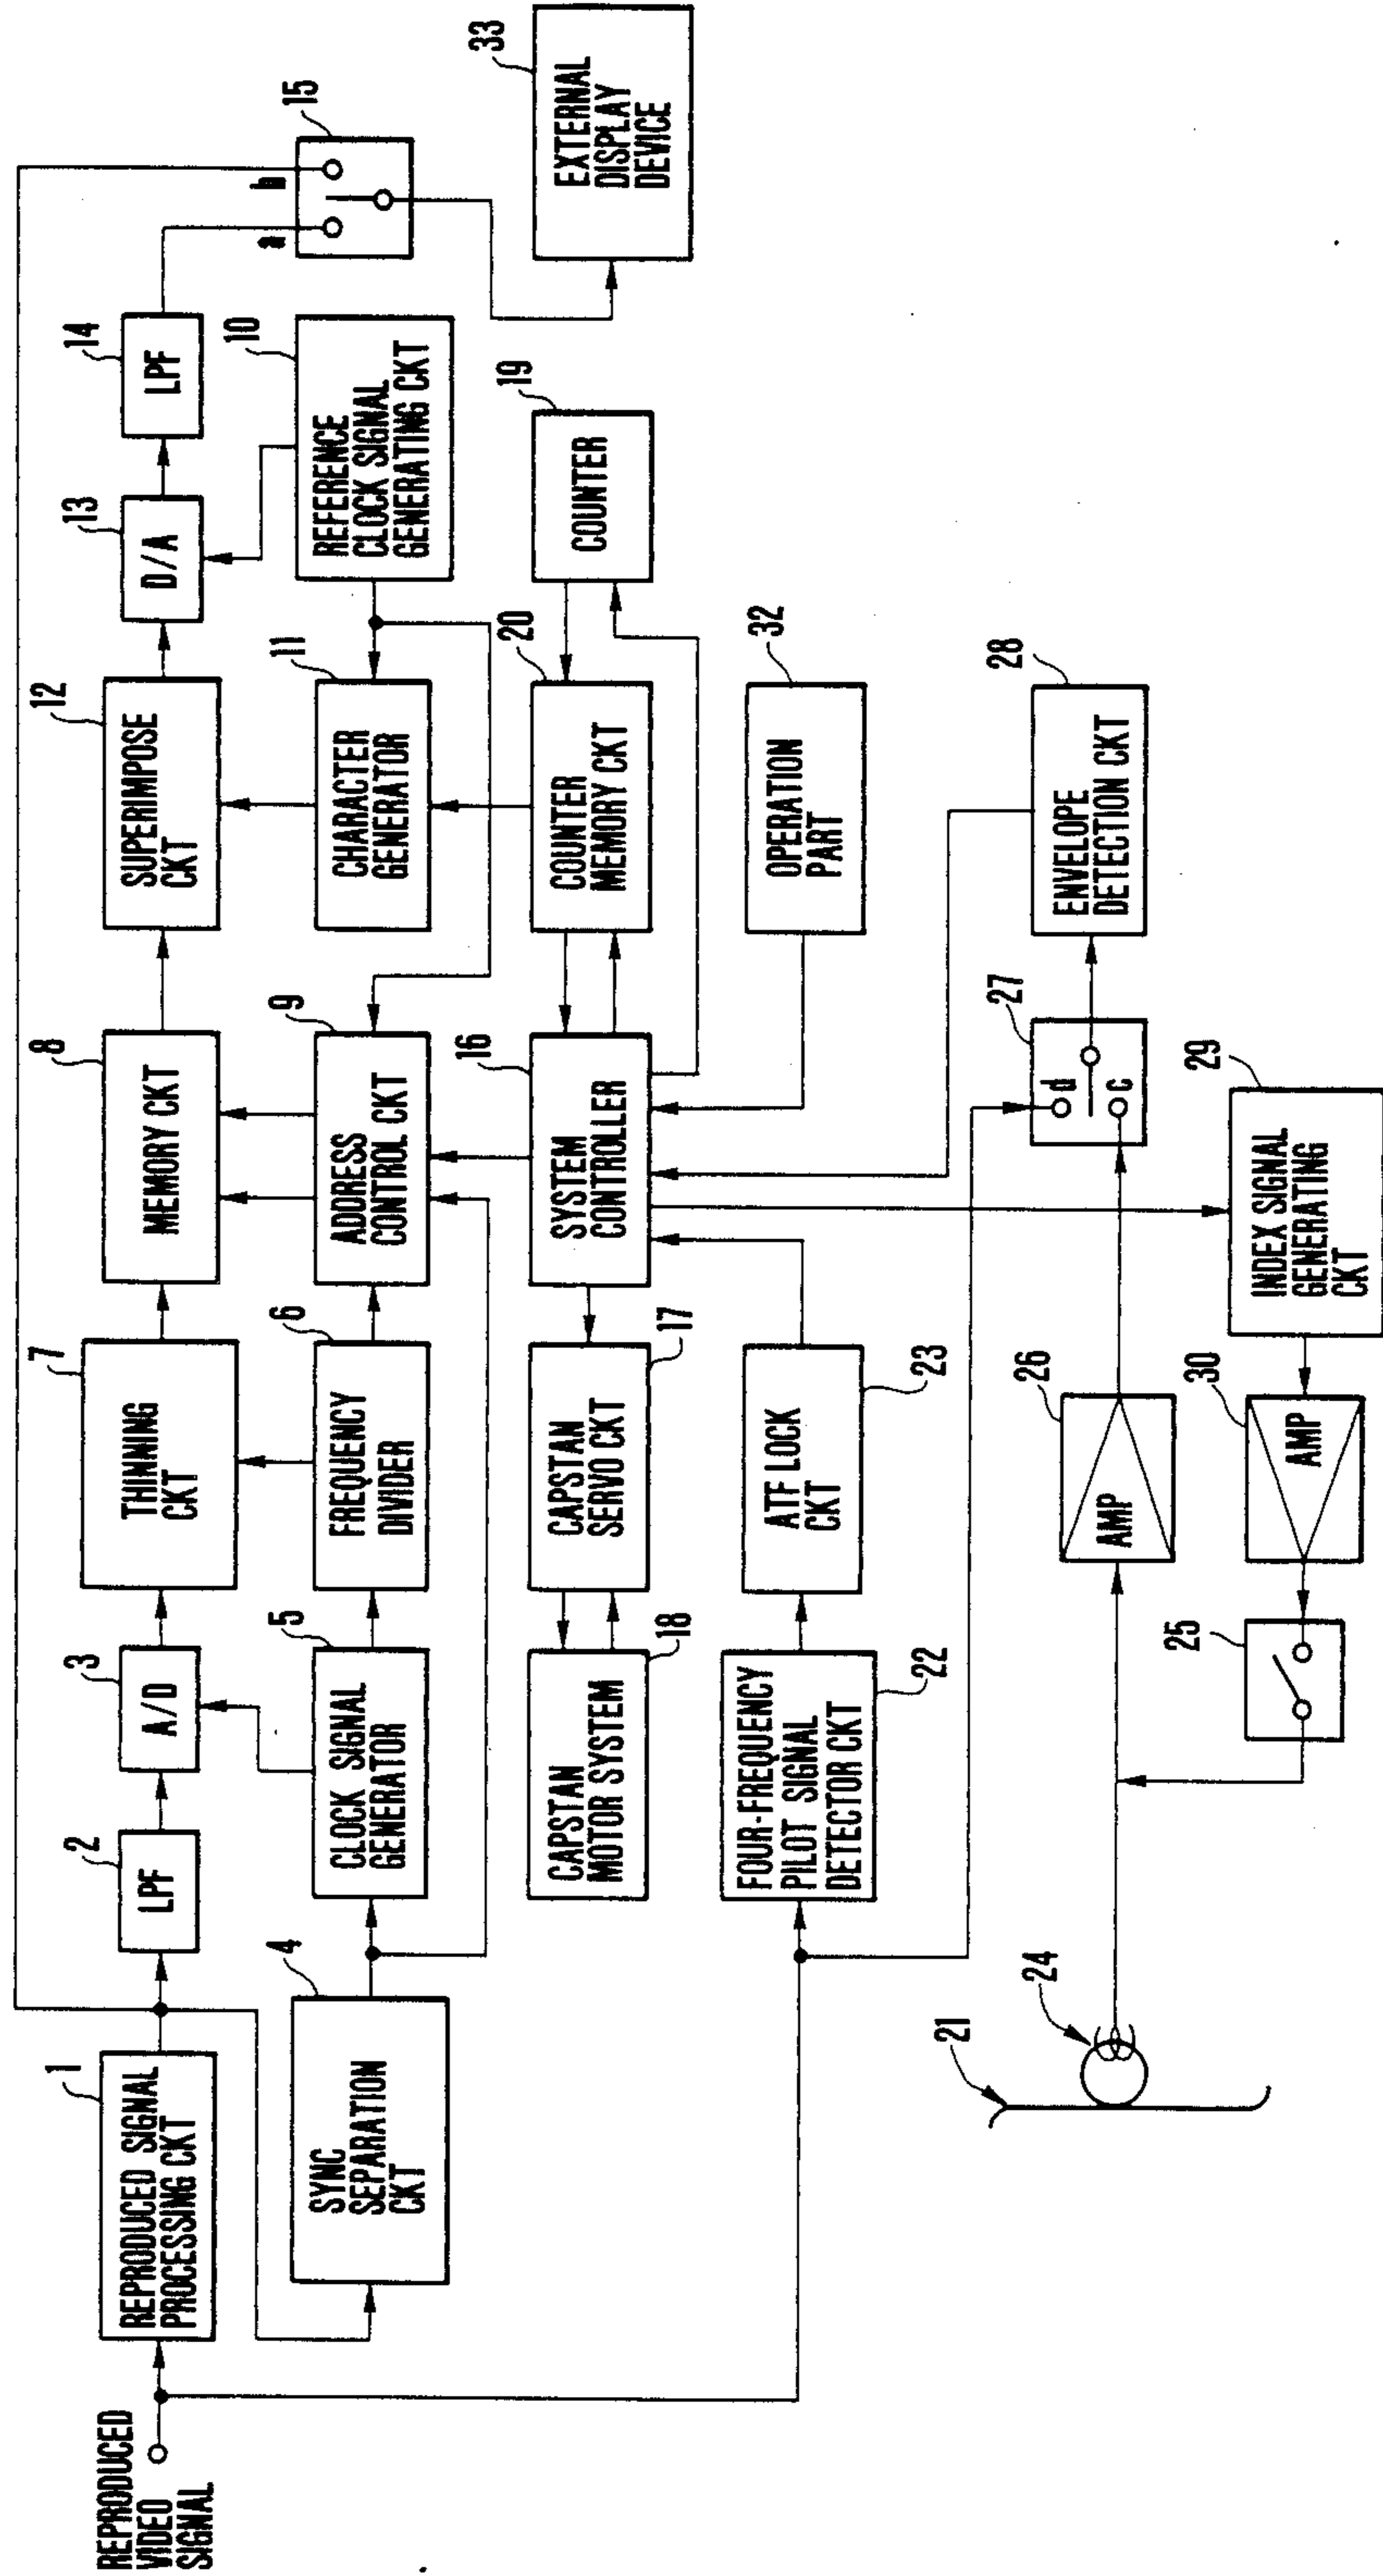 REPRODUCED
VIDEO
SIGNAL
1
REPRODUCED SIGNAL
PROCESSING CKT
2
LPF
3
A/D
7
THINNING
CKT
8
MEMORY CKT
12
SUPERIMPOSE
CKT
13
D/A
14
LPF
a
b
15
4
SYNC
SEPARATION
CKT
5
CLOCK SIGNAL
GENERATOR
6
FREQUENCY
DIVIDER
9
ADDRESS
CONTROL CKT
11
CHARACTER
GENERATOR
10
REFERENCE
CLOCK SIGNAL
GENERATING CKT
CAPSTAN
MOTOR SYSTEM
18
CAPSTAN
SERVO CKT
17
16
SYSTEM
CONTROLLER
20
COUNTER
MEMORY CKT
19
COUNTER
33
EXTERNAL
DISPLAY
DEVICE
FOUR-FREQUENCY
PILOT SIGNAL
DETECTOR CKT
22
ATF LOCK
CKT
23
32
OPERATION
PART
21
24
26
AMP
27
d
c
28
ENVELOPE
DETECTION CKT
25
30
AMP
29
INDEX SIGNAL
GENERATING
CKT